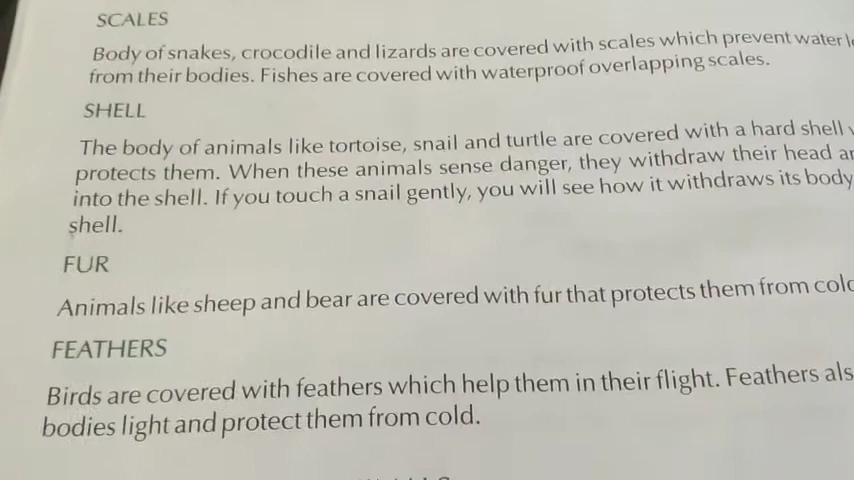 SCALES
Body of snakes, crocodile and lizards are covered with scales which prevent water
from their bodies. Fishes are covered with waterproof overlapping scales.
SHELL
The body of animals like tortoise, snail and turtle are covered with a hard shell
protects them. When these animals sense danger, they withdraw their head
into the shell. If you touch a snail gently, you will see how it withdraws its body
shell.
FUR
Animals like sheep and bear are covered with fur that protects them from
FEATHERS
Birds are covered with feathers which help them in their flight. Feathers
bodies light and protect them from cold.